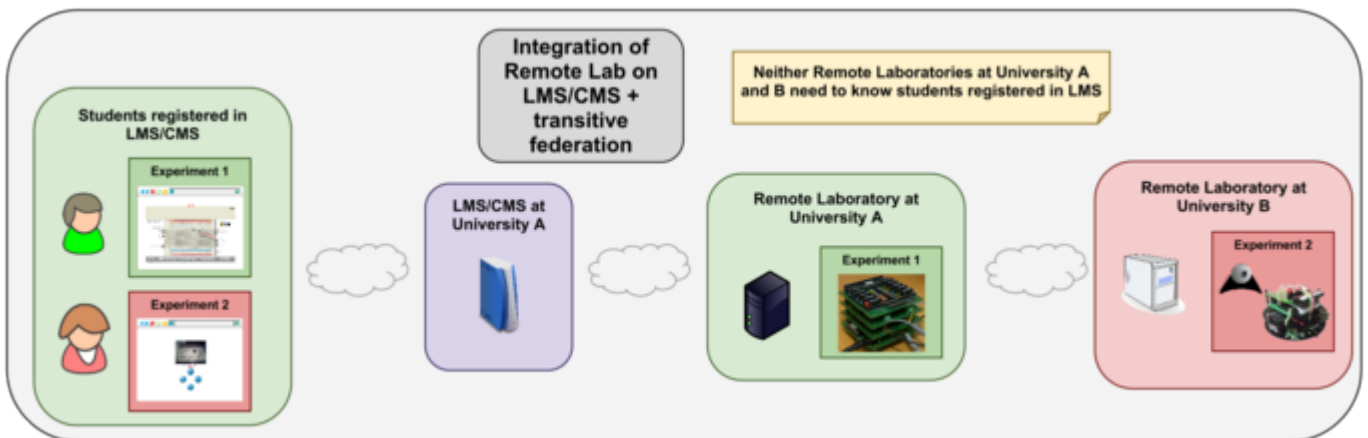 Integration of
Remote Lab on
LMS/CMS +
transitive
federation
Neither Remote Laboratories at University A
and B need to know students registered in LMS
Students registered in
LMS/CMS
Experiment 1
Experiment 2
LMS/CMS at
University A
Remote Laboratory at
University A
Experiment 1
Remote Laboratory at
University B
Experiment 2